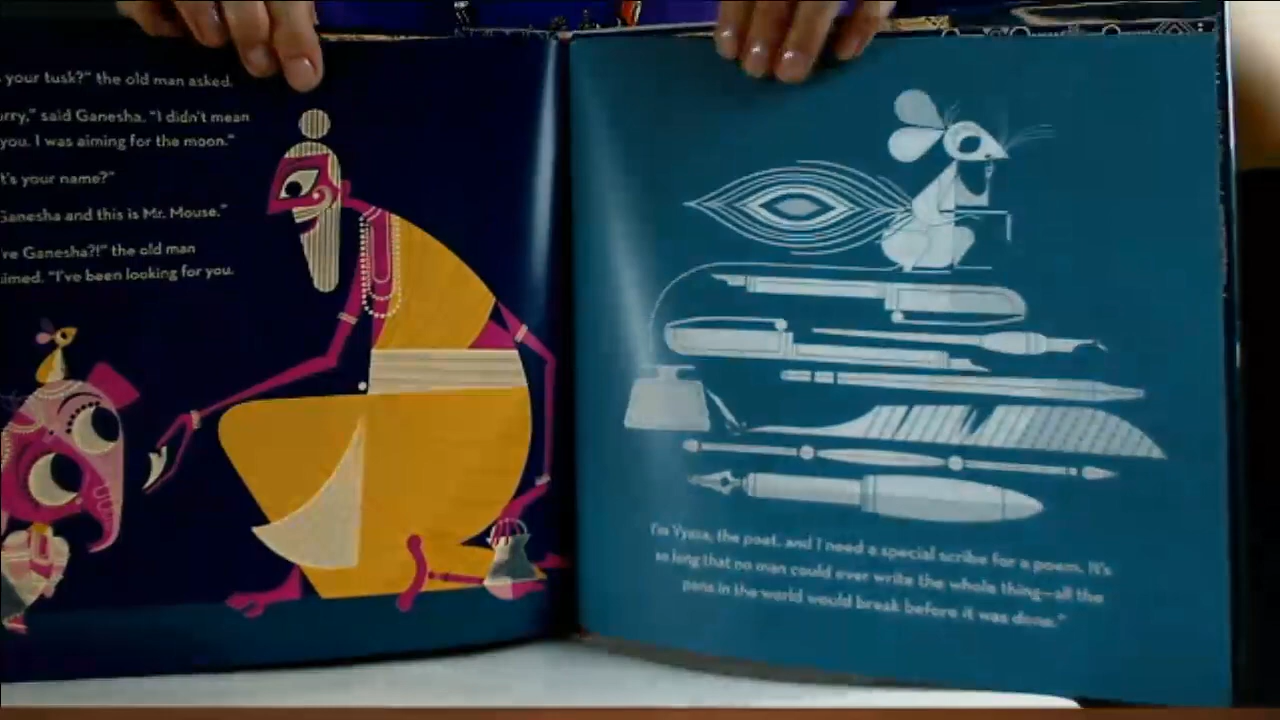 your tusk?" the old man asked.
said Ganesha. "I didn't mean
you. I was aiming for the moon."
your name?"
Ganesha and this is Mr. Mouse."
Ganesha?!" the old man
"I've been looking for you.
I'm Vyasa, the poet, and I need a special scribe for a poem. It's
so long that no man could ever write the whole thing—all the
pens in the world would break before it was done."